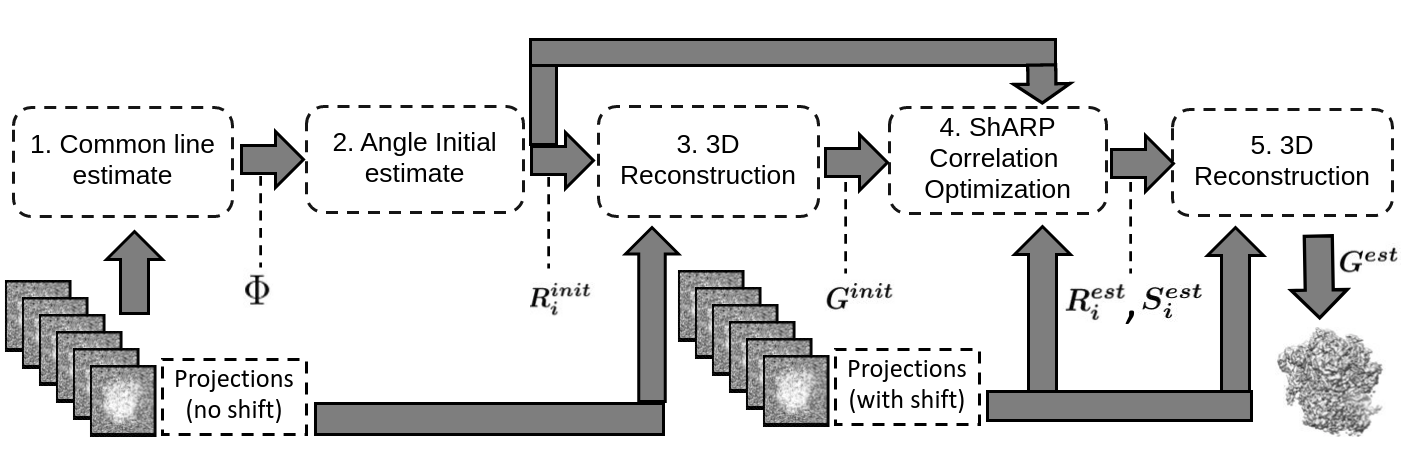 1. Common line
estimate
2. Angle Initial
estimate
3. 3D
Reconstruction
4. ShARP
Correlation
Optimization
5. 3D
Reconstruction
Φ
R_i^{init}
G^{init}
R_i^{est}, S_i^{est}
G^{est}
Projections
(no shift)
Projections
(with shift)